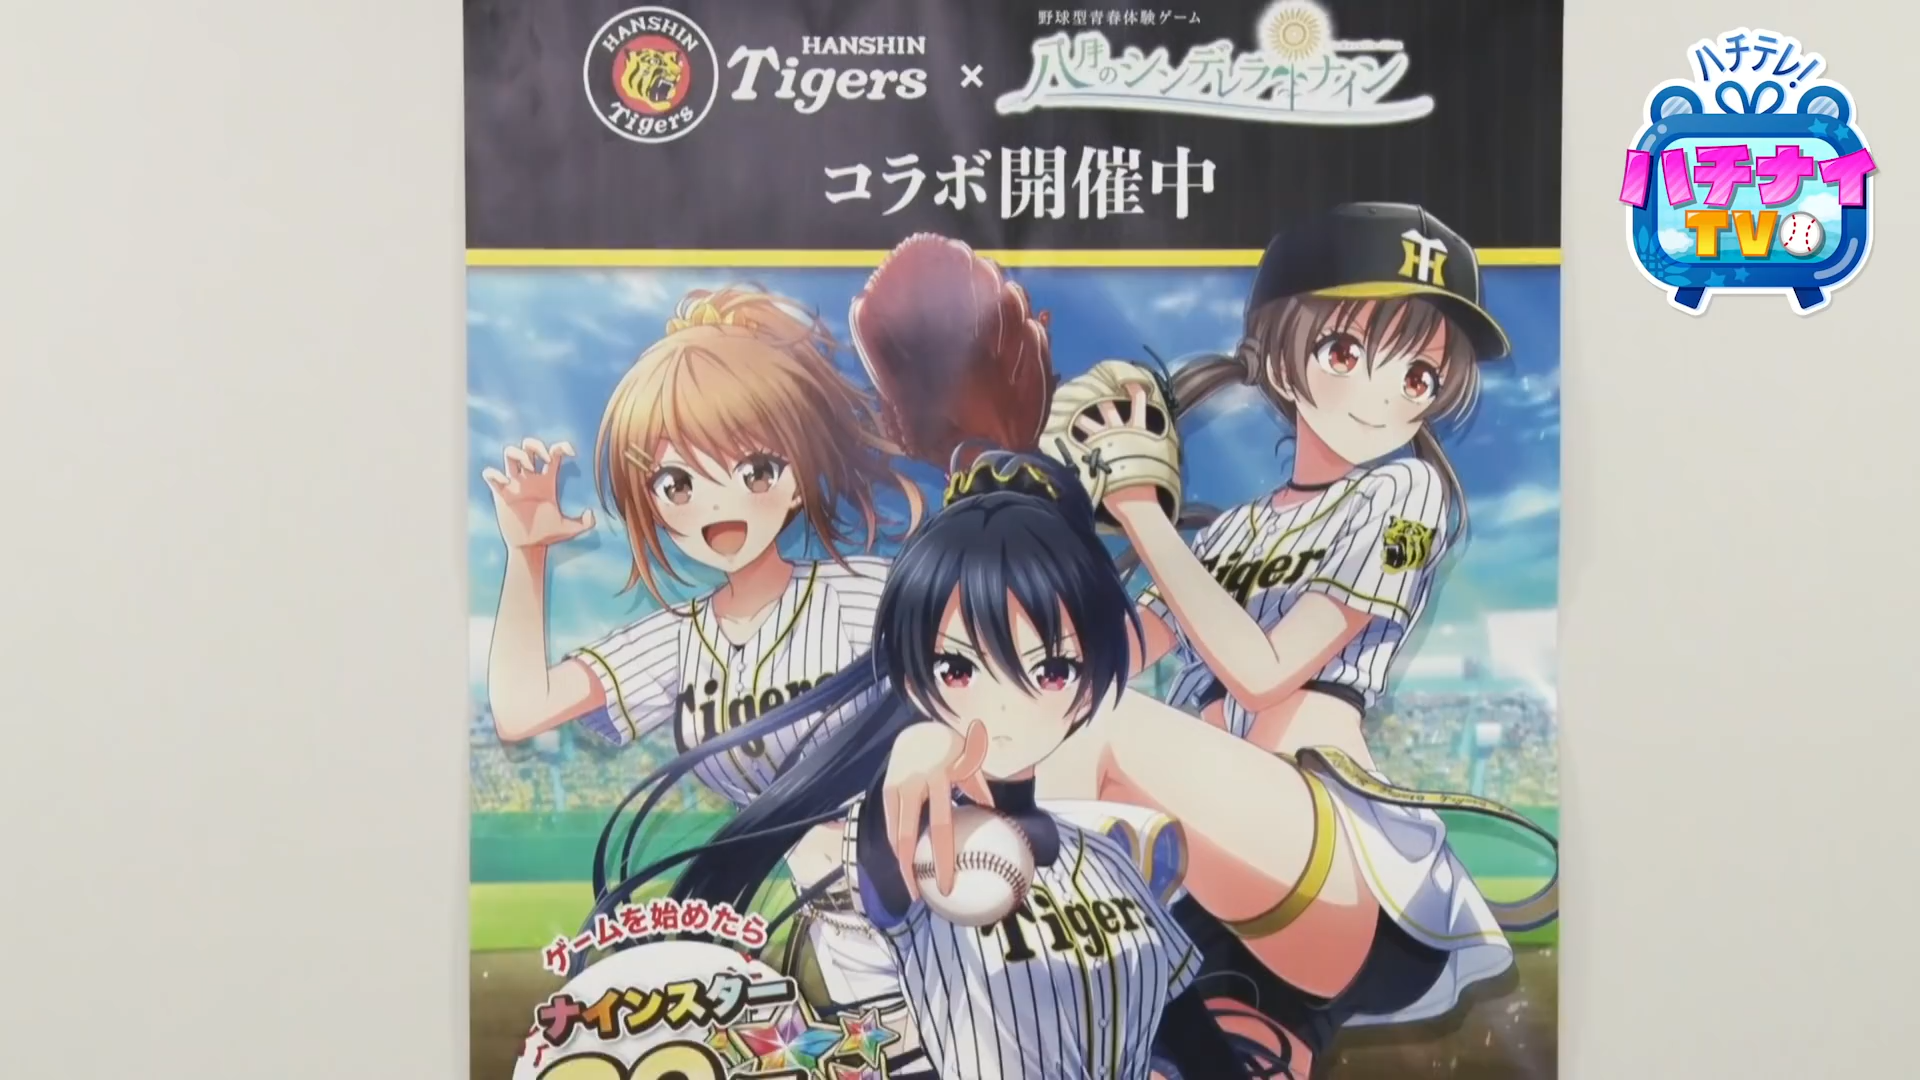 HANSHIN
Tigers
HANSHIN
Tigers
×
野球型青春体験ゲーム
八月のシンデレラナイン
コラボ開催中
ハチテレ!
ハチナイ
TV
Tigers
Tiger
Tiger
ゲームを始めたら
ナインスター